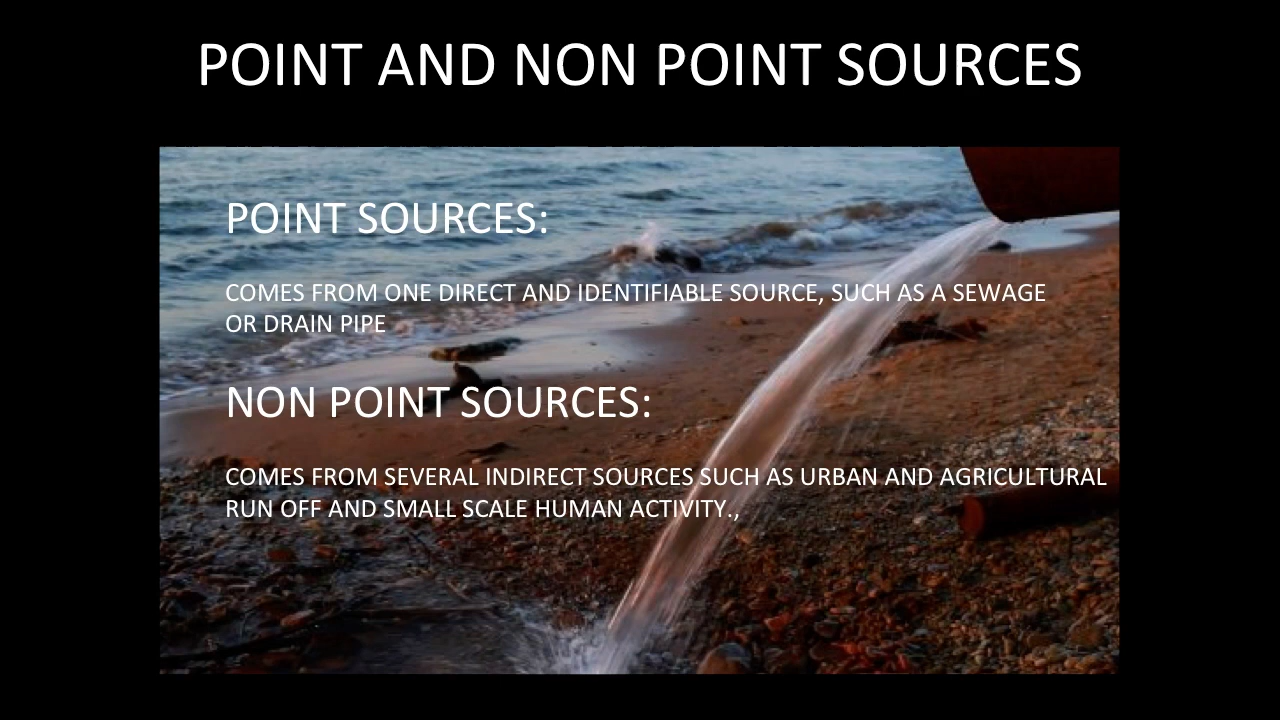 POINT AND NON POINT SOURCES
POINT SOURCES:
COMES FROM ONE DIRECT AND IDENTIFIABLE SOURCE, SUCH AS A SEWAGE
OR DRAIN PIPE
NON POINT SOURCES:
COMES FROM SEVERAL INDIRECT SOURCES SUCH AS URBAN AND AGRICULTURAL
RUN OFF AND SMALL SCALE HUMAN ACTIVITY.,